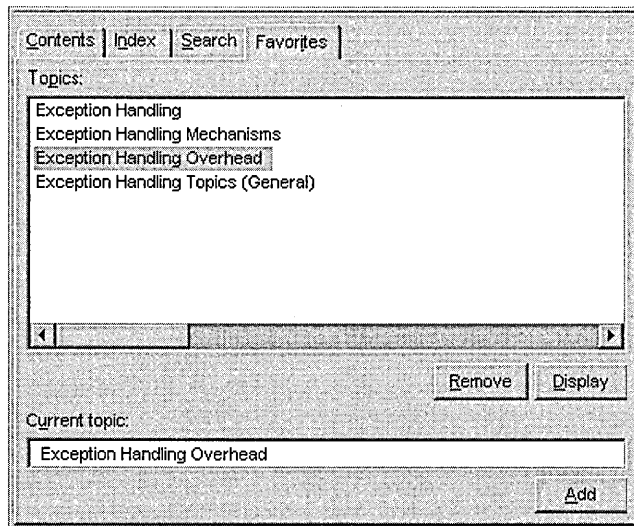 Contents Index Search Favorites
Topics:
Exception Handling
Exception Handling Mechanisms
Exception Handling Overhead
Exception Handling Topics (General)
Remove Display
Current topic:
Exception Handling Overhead
Add